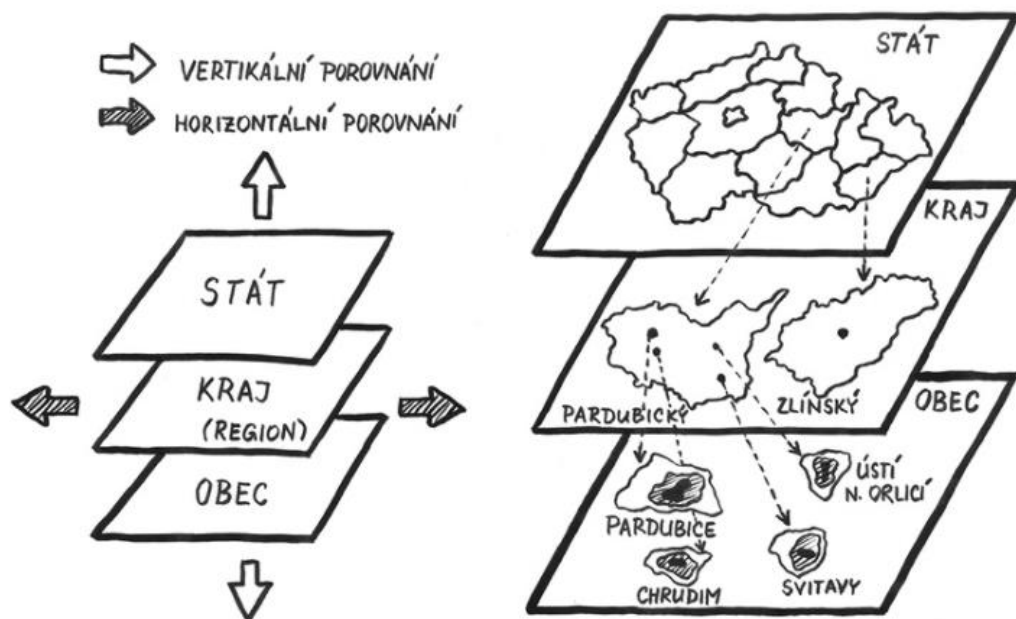 VERTIKÁLNÍ POROVNÁNÍ
HORIZONTÁLNÍ POROVNÁNÍ
STÁT
KRAJ
(REGION)
OBEC
STÁT
KRAJ
PARDUBICKÝ
ZLÍNSKÝ
OBEC
PARDUBICE
CHRUDIM
ÚSTÍ
N. ORLICÍ
SVITAVY